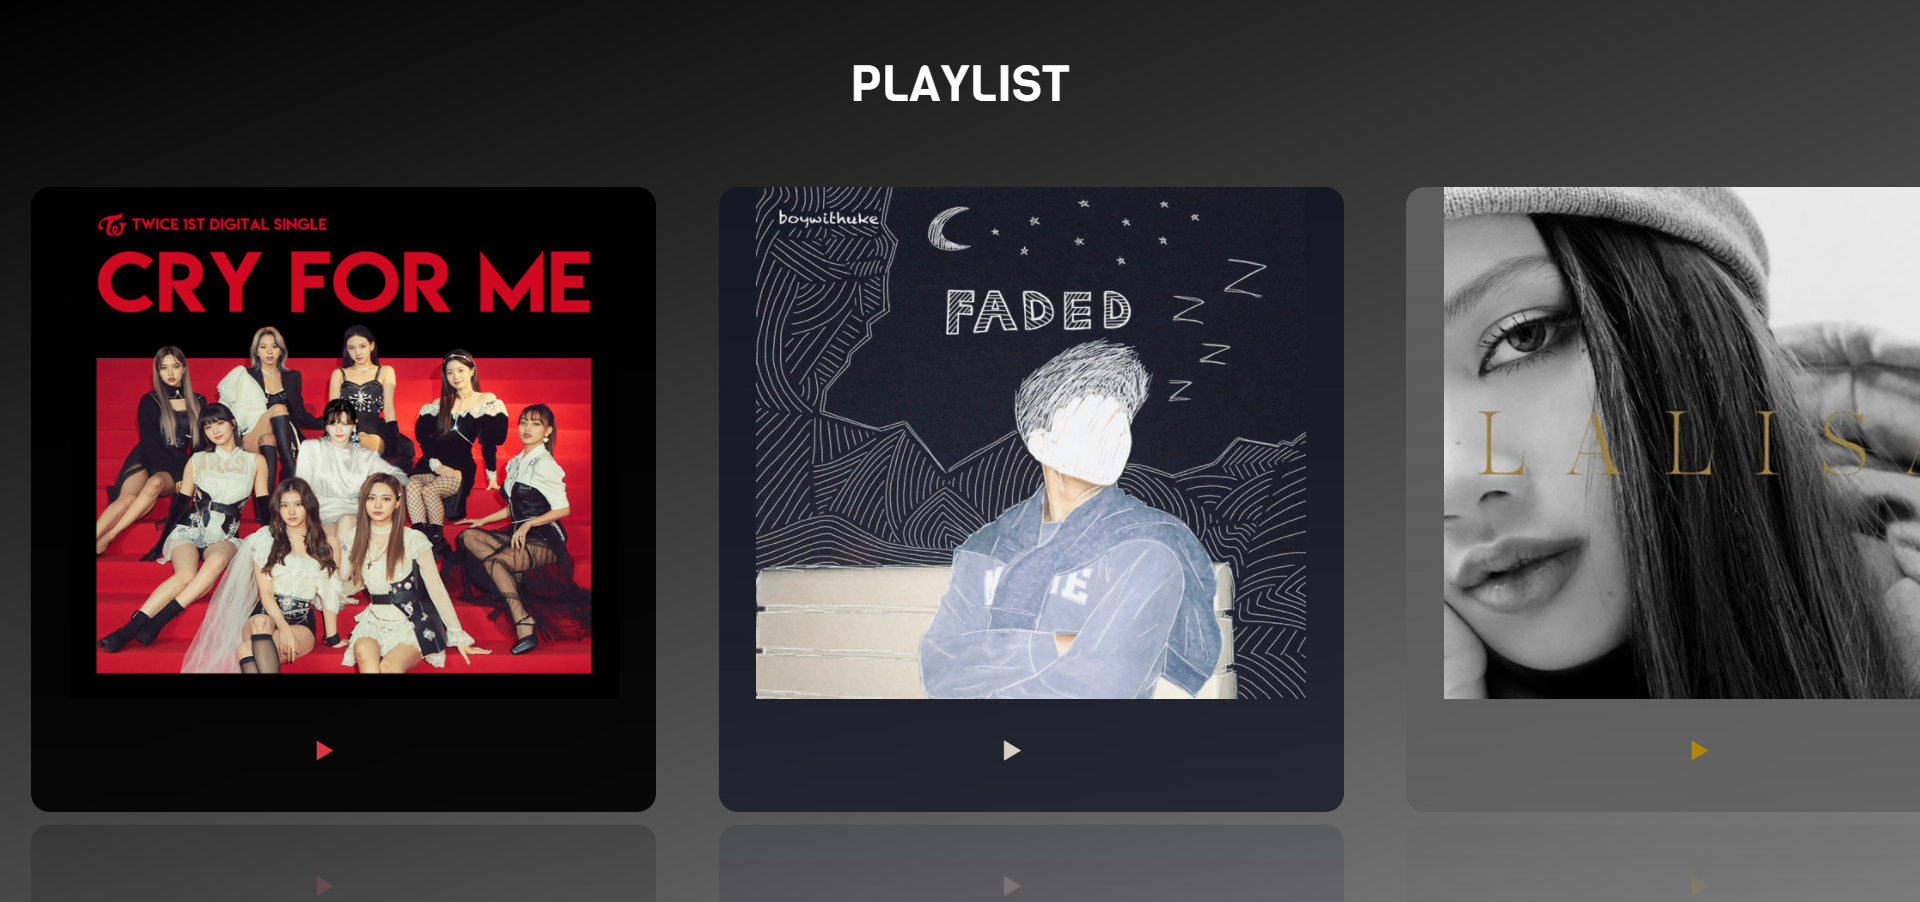 PLAYLIST
TWICE 1ST DIGITAL SINGLE
CRY FOR ME
boywithuke
FADED
Z
Z
Z
Z
LALISA